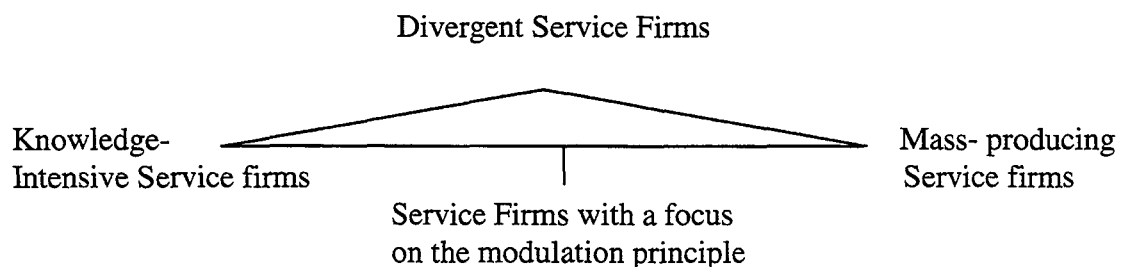 Divergent Service Firms
Knowledge-
Intensive Service firms
Mass- producing
Service firms
Service Firms with a focus
on the modulation principle